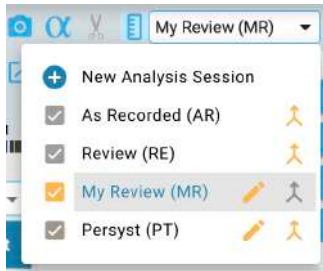 My Review (MR)
New Analysis Session
As Recorded (AR)
Review (RE)
My Review (MR)
Persyst (PT)